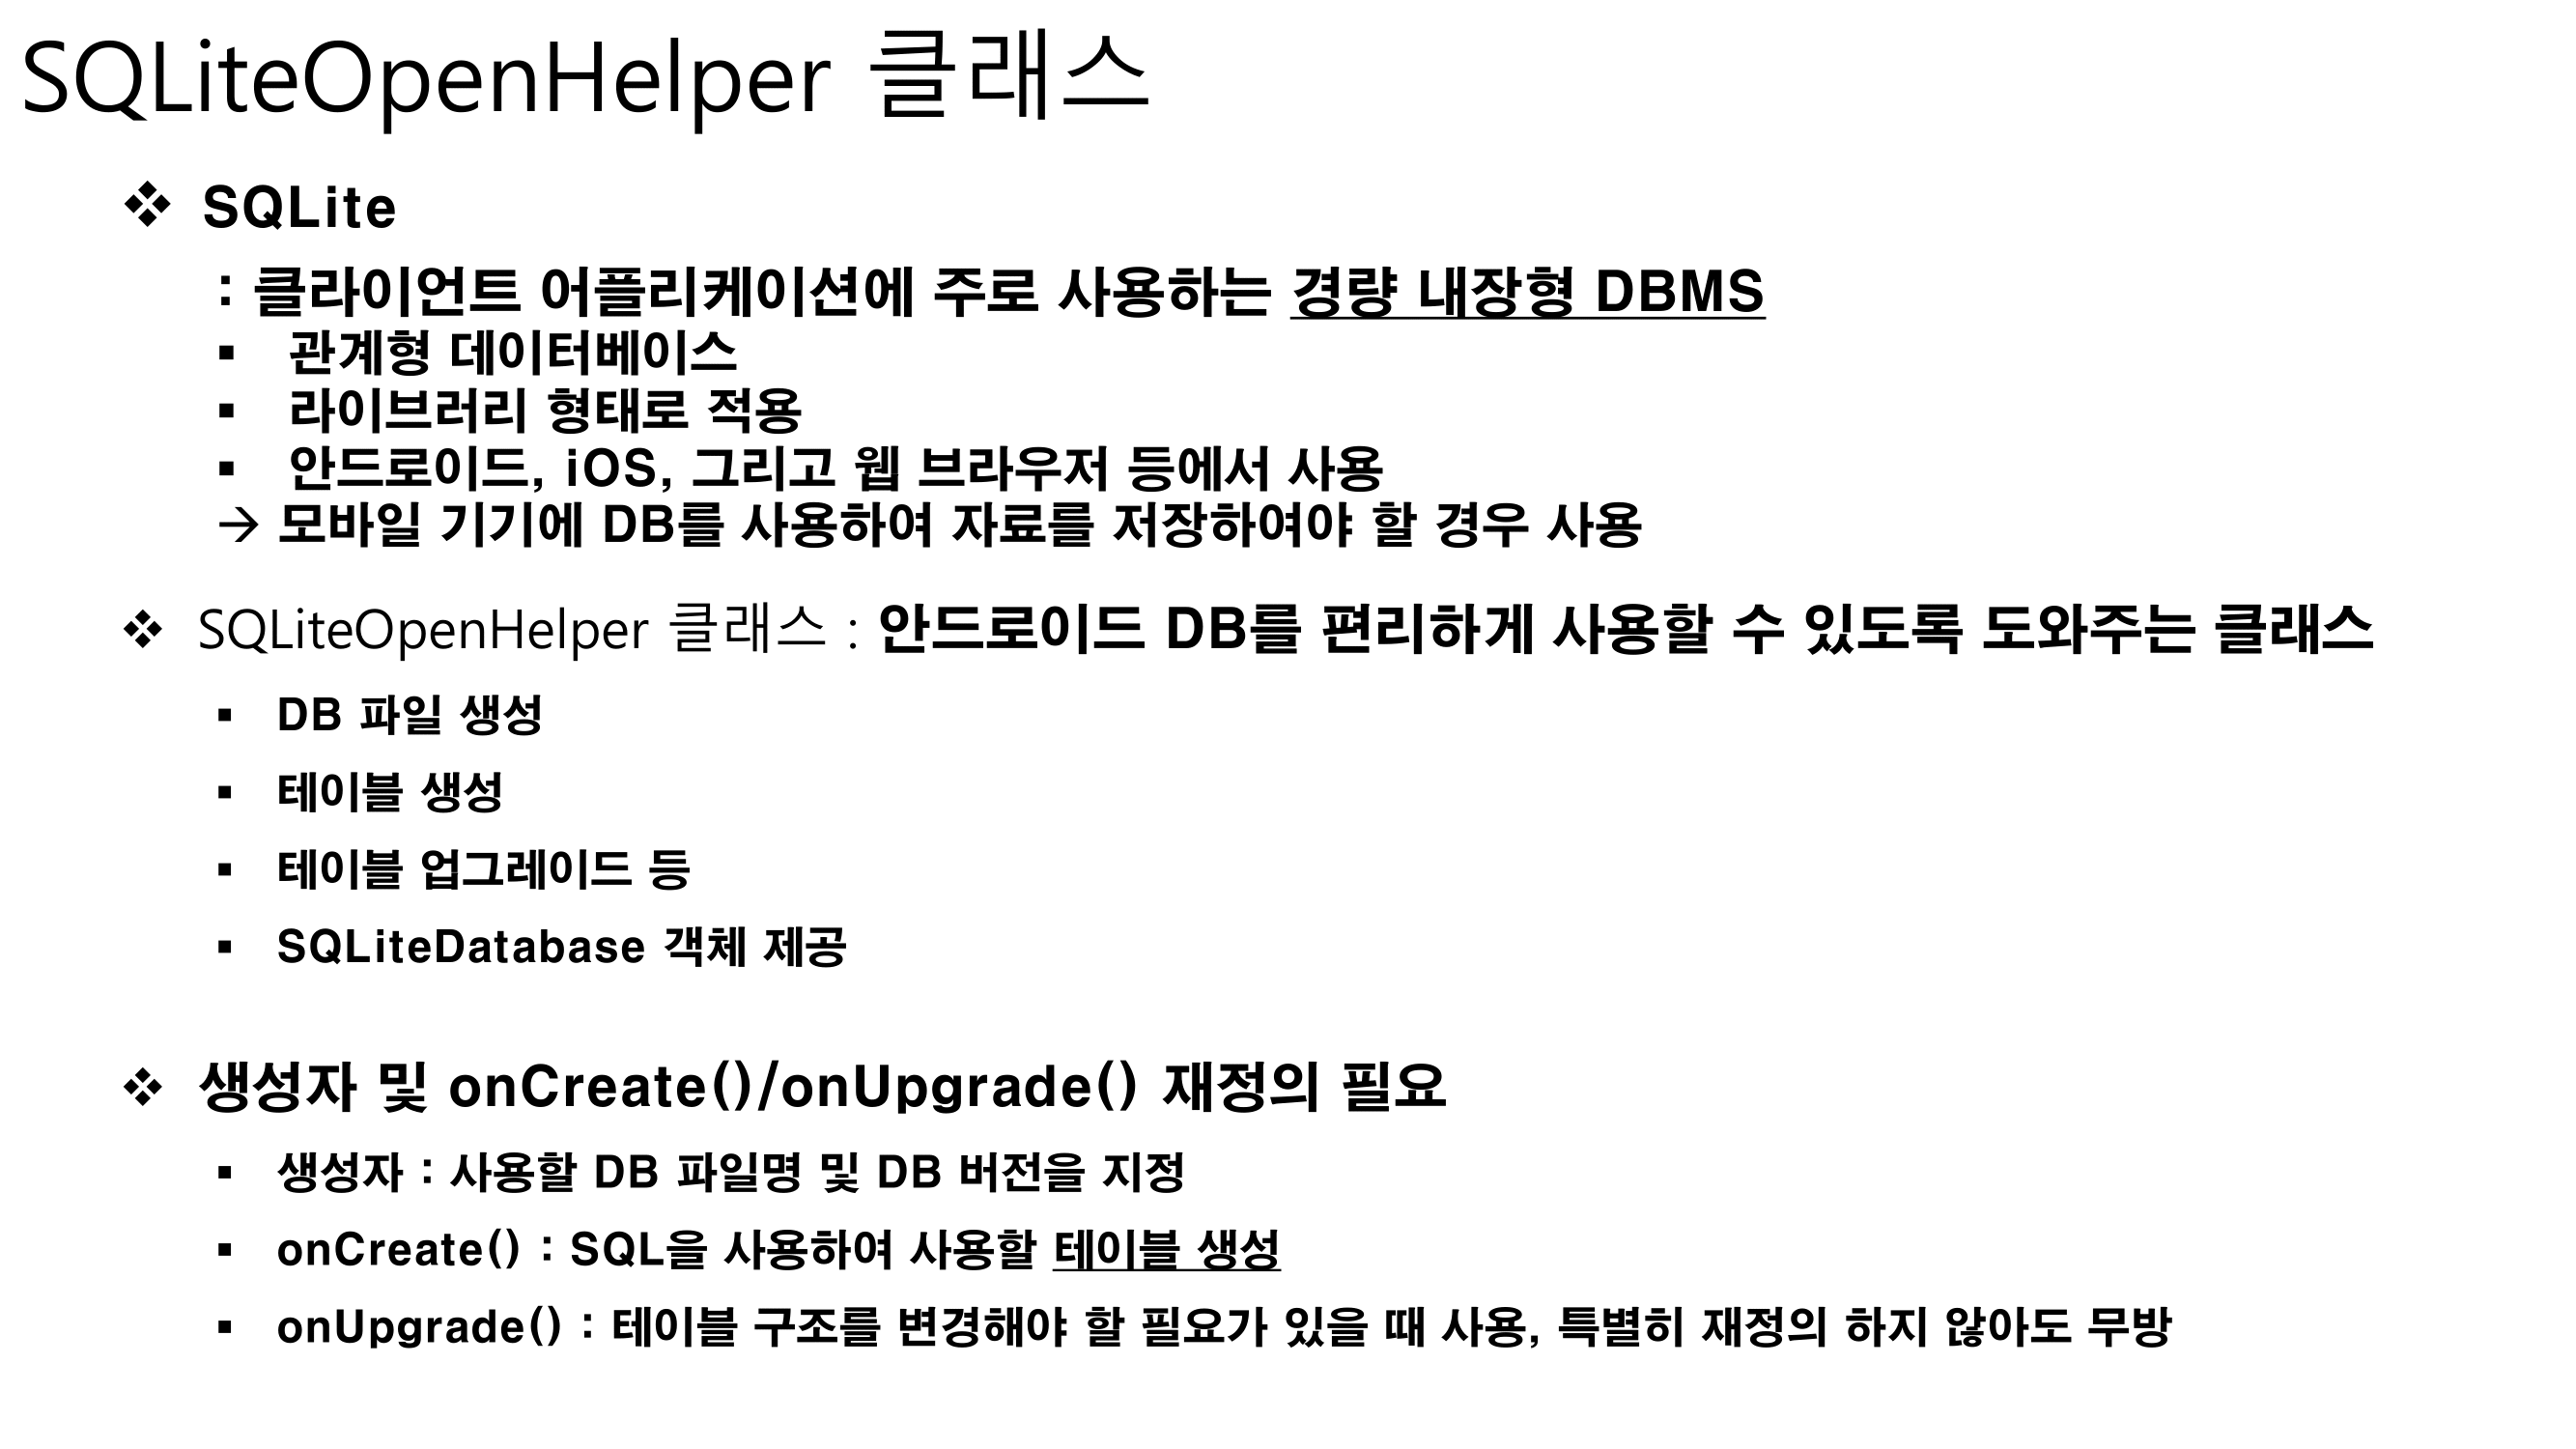 SQLiteOpenHelper 클래스
❖ SQLite
: 클라이언트 어플리케이션에 주로 사용하는 경량 내장형 DBMS
▪ 관계형 데이터베이스
▪ 라이브러리 형태로 적용
▪ 안드로이드, iOS, 그리고 웹 브라우저 등에서 사용
→ 모바일 기기에 DB를 사용하여 자료를 저장하여야 할 경우 사용
❖ SQLiteOpenHelper 클래스 : 안드로이드 DB를 편리하게 사용할 수 있도록 도와주는 클래스
▪ DB 파일 생성
▪ 테이블 생성
▪ 테이블 업그레이드 등
▪ SQLiteDatabase 객체 제공
❖ 생성자 및 onCreate()/onUpgrade() 재정의 필요
▪ 생성자 : 사용할 DB 파일명 및 DB 버전을 지정
▪ onCreate() : SQL을 사용하여 사용할 테이블 생성
▪ onUpgrade() : 테이블 구조를 변경해야 할 필요가 있을 때 사용, 특별히 재정의 하지 않아도 무방